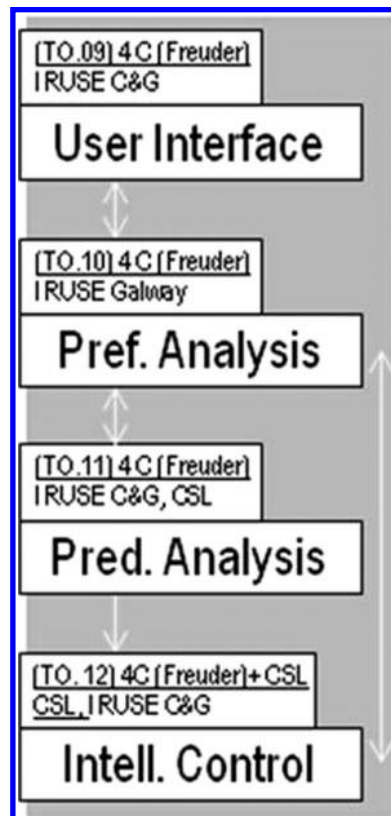 (TO.09) 4C (Freuder)
IRUSE C&G
User Interface
(TO.10) 4C (Freuder)
IRUSE Galway
Pref. Analysis
(TO.11) 4C (Freuder)
IRUSE C&G, CSL
Pred. Analysis
(TO.12) 4C (Freuder)+ CSL
CSL, IRUSE C&G
Intell. Control